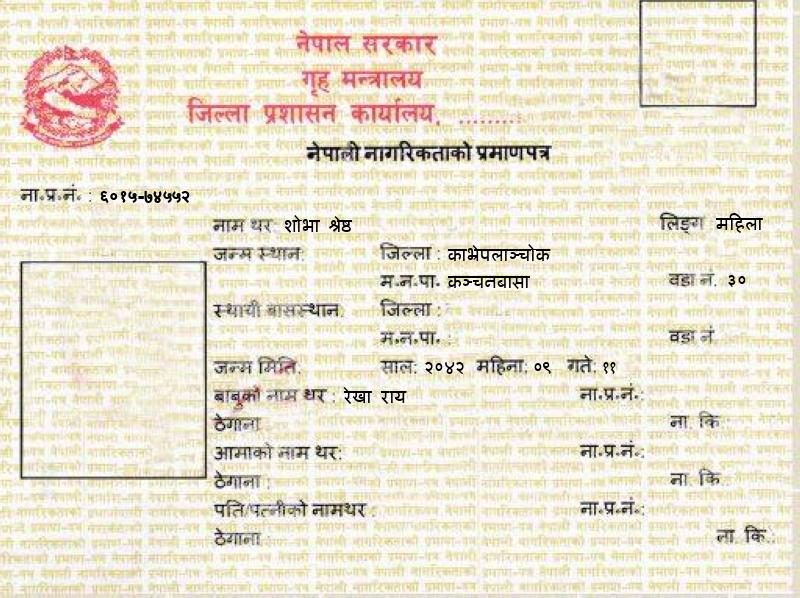 नेपाल सरकार
गृह मन्त्रालय
जिल्ला प्रशासन कार्यालय, ........
नेपाली नागरिकताको प्रमाणपत्र
ना.प्र.नं. : ६०१५-७४५५२
नाम थर: शोभा श्रेष्ठ लिङ्ग महिला
जन्म स्थान: जिल्ला : काभ्रेपलाञ्चोक
म.न.पा. कञ्चनबासा वडा नं. ३०
स्थायी बासस्थान: जिल्ला :
म.न.पा. : वडा नं.
जन्म मिति: साल: २०४२ महिना: ०९ गते: ११
बाबुको नाम थर : रेखा राय ना.प्र.नं.:
ठेगाना : ना. कि.:
आमाको नाम थर: ना.प्र.नं.:
ठेगाना : ना. कि.
पति/पत्नीको नामथर : ना.प्र.नं.:
ठेगाना : ना. कि.: